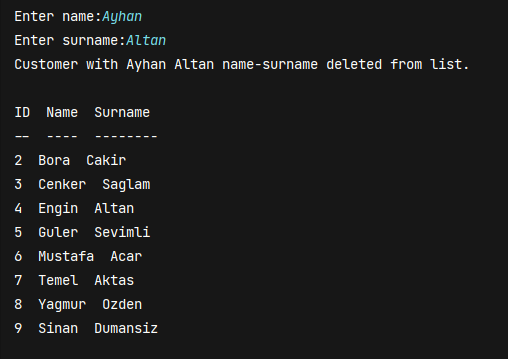 Enter name:Ayhan
Enter surname:Altan
Customer with Ayhan Altan name-surname deleted from list.
ID  Name  Surname
--  ----  --------
2  Bora  Cakir
3  Cenker  Saglam
4  Engin  Altan
5  Guler  Sevimli
6  Mustafa  Acar
7  Temel  Aktas
8  Yagmur  Ozden
9  Sinan  Dumansiz